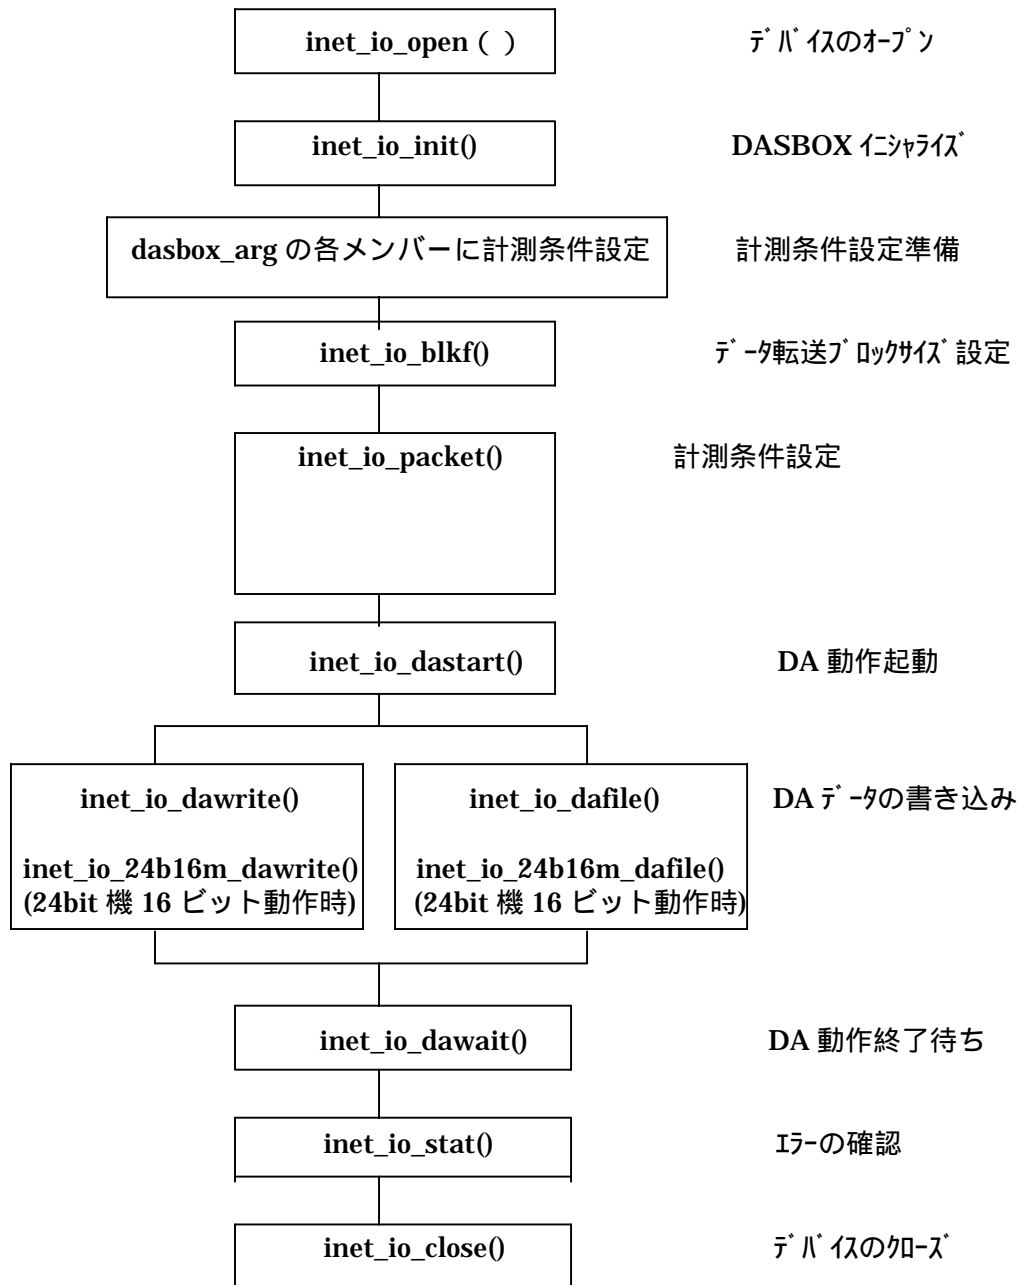 inet_io_open ( )
ﾃﾞﾊﾞｲｽのｵｰﾌﾟﾝ
inet_io_init()
DASBOX ｲﾆｼｬﾗｲｽﾞ
dasbox_arg の各メンバーに計測条件設定
計測条件設定準備
inet_io_blkf()
ﾃﾞｰﾀ転送ﾌﾞﾛｯｸｻｲｽﾞ設定
inet_io_packet()
計測条件設定
inet_io_dastart()
DA 動作起動
inet_io_dawrite()
inet_io_24b16m_dawrite()
(24bit 機 16 ビット動作時)
inet_io_dafile()
inet_io_24b16m_dafile()
(24bit 機 16 ビット動作時)
DA ﾃﾞｰﾀの書き込み
inet_io_dawait()
DA 動作終了待ち
inet_io_stat()
ｴﾗｰの確認
inet_io_close()
ﾃﾞﾊﾞｲｽのｸﾛｰｽﾞ